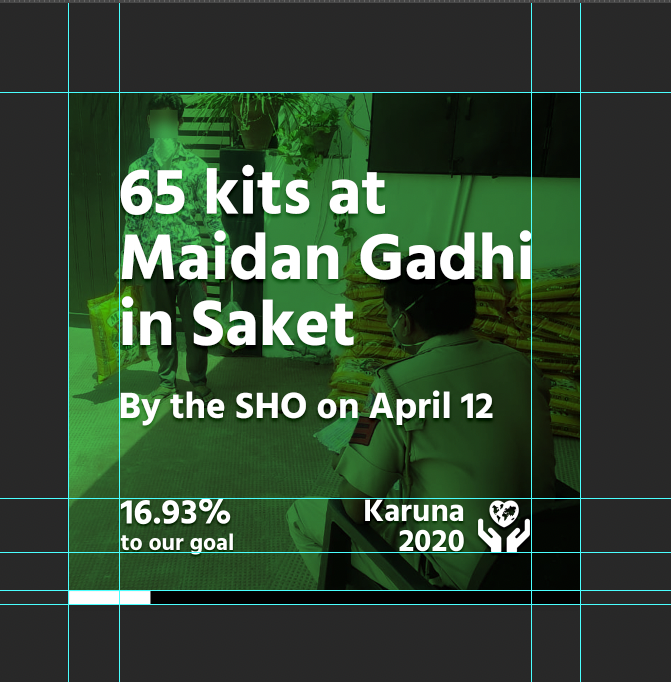 65 kits at
Maidan Gadhi
in Saket
By the SHO on April 12
16.93%
to our goal
Karuna
2020